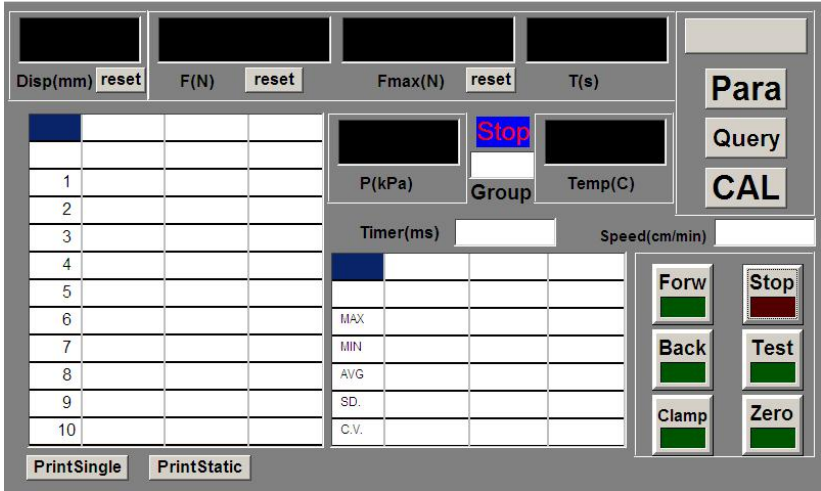 Disp(mm) reset F(N) reset Fmax(N) reset T(s)
Para
Query
CAL
Stop
P(kPa) Group Temp(C)
Timer(ms) Speed(cm/min)
1
2
3
4
5
6
7
8
9
10
MAX
MIN
AVG
SD.
C.V.
Forw Stop
Back Test
Clamp Zero
PrintSingle PrintStatic